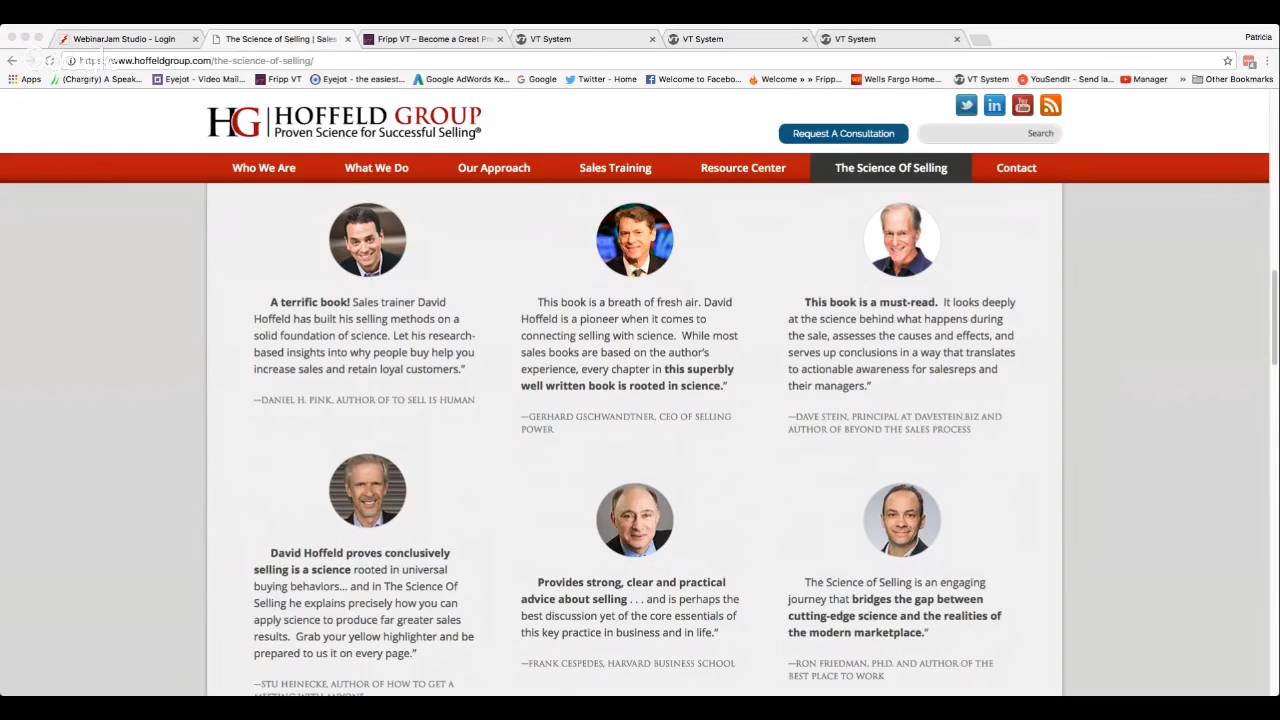 WebinarJam Studio - Login
The Science of Selling | Sales
Fripp VT – Become a Great Pr
VT System
VT System
VT System
Patricia
https://www.hoffeldgroup.com/the-science-of-selling/
Apps
(Chargify) A Speak...
Eyejot - Video Mail...
Fripp VT
Eyejot - the easiest...
Google AdWords Ke...
Google
Twitter - Home
Welcome to Facebo...
Welcome » Fripp...
Wells Fargo Home...
VT System
YouSendIt - Send la...
Manager
»
Other Bookmarks
HG | HOFFELD GROUP
Proven Science for Successful Selling®
Request A Consultation
Search
Who We Are
What We Do
Our Approach
Sales Training
Resource Center
The Science Of Selling
Contact
A terrific book! Sales trainer David
Hoffeld has built his selling methods on a
solid foundation of science. Let his research-
based insights into why people buy help you
increase sales and retain loyal customers.”
—DANIEL H. PINK, AUTHOR OF TO SELL IS HUMAN
This book is a breath of fresh air. David
Hoffeld is a pioneer when it comes to
connecting selling with science. While most
sales books are based on the author’s
experience, every chapter in this superbly
well written book is rooted in science.”
—GERHARD GSCHWANDTNER, CEO OF SELLING
POWER
This book is a must-read. It looks deeply
at the science behind what happens during
the sale, assesses the causes and effects, and
serves up conclusions in a way that translates
to actionable awareness for salesreps and
their managers.”
—DAVE STEIN, PRINCIPAL AT DAVESTEIN.BIZ AND
AUTHOR OF BEYOND THE SALES PROCESS
David Hoffeld proves conclusively
selling is a science rooted in universal
buying behaviors... and in The Science Of
Selling he explains precisely how you can
apply science to produce far greater sales
results. Grab your yellow highlighter and be
prepared to us it on every page.”
—STU HEINECKE, AUTHOR OF HOW TO GET A
MEETING WITH ANYONE
Provides strong, clear and practical
advice about selling . . . and is perhaps the
best discussion yet of the core essentials of
this key practice in business and in life.”
—FRANK CESPEDES, HARVARD BUSINESS SCHOOL
The Science of Selling is an engaging
journey that bridges the gap between
cutting-edge science and the realities of
the modern marketplace.”
—RON FRIEDMAN, PH.D. AND AUTHOR OF THE
BEST PLACE TO WORK